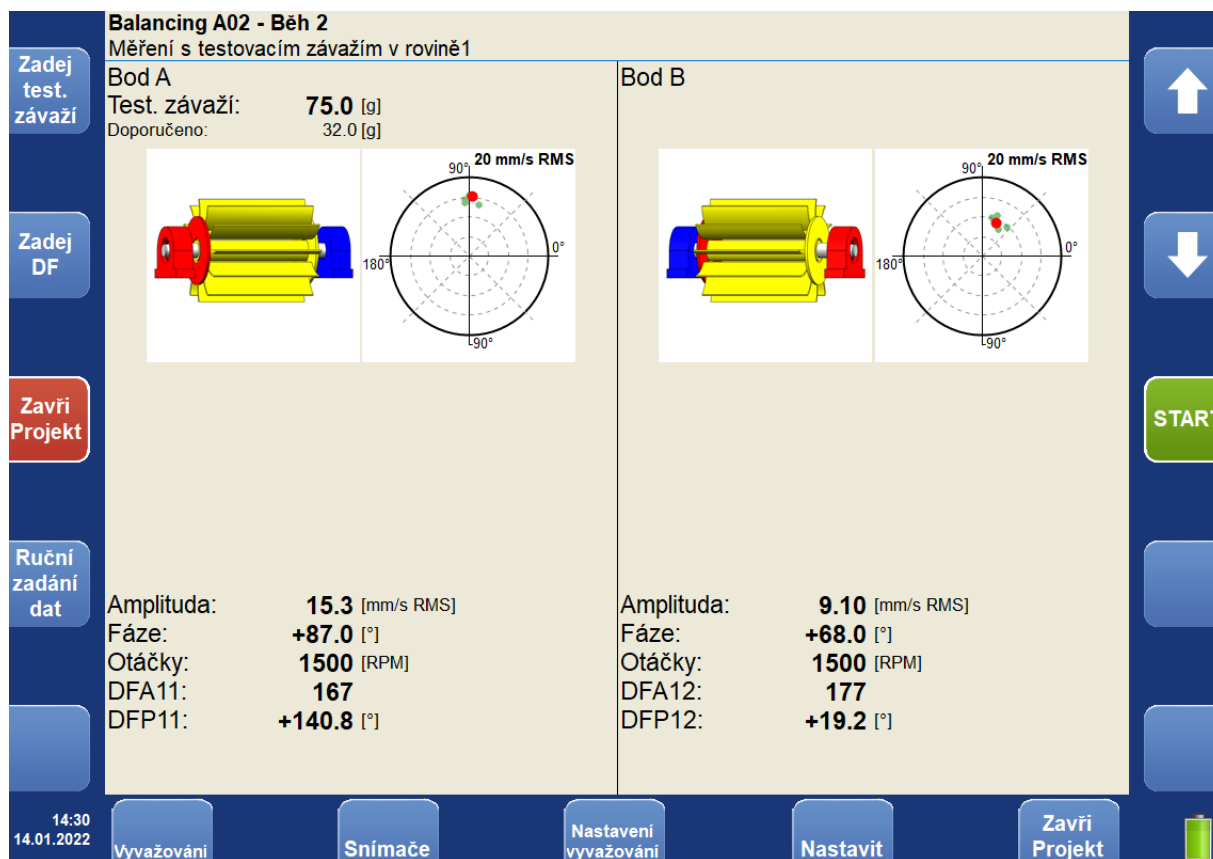 Balancing A02 - Běh 2
Měření s testovacím závažím v rovině1
Zadej
test.
závaží
Zadej
DF
Zavři
Projekt
Ruční
zadání
dat
Bod A
Test. závaží: 75.0 [g]
Doporučeno: 32.0 [g]
20 mm/s RMS
90°
0°
180°
-90°
Amplituda: 15.3 [mm/s RMS]
Fáze: +87.0 [°]
Otáčky: 1500 [RPM]
DFA11: 167
DFP11: +140.8 [°]
Bod B
20 mm/s RMS
90°
0°
180°
-90°
Amplituda: 9.10 [mm/s RMS]
Fáze: +68.0 [°]
Otáčky: 1500 [RPM]
DFA12: 177
DFP12: +19.2 [°]
START
14:30
14.01.2022
Vyvažování
Snímače
Nastavení
vyvažování
Nastavit
Zavři
Projekt